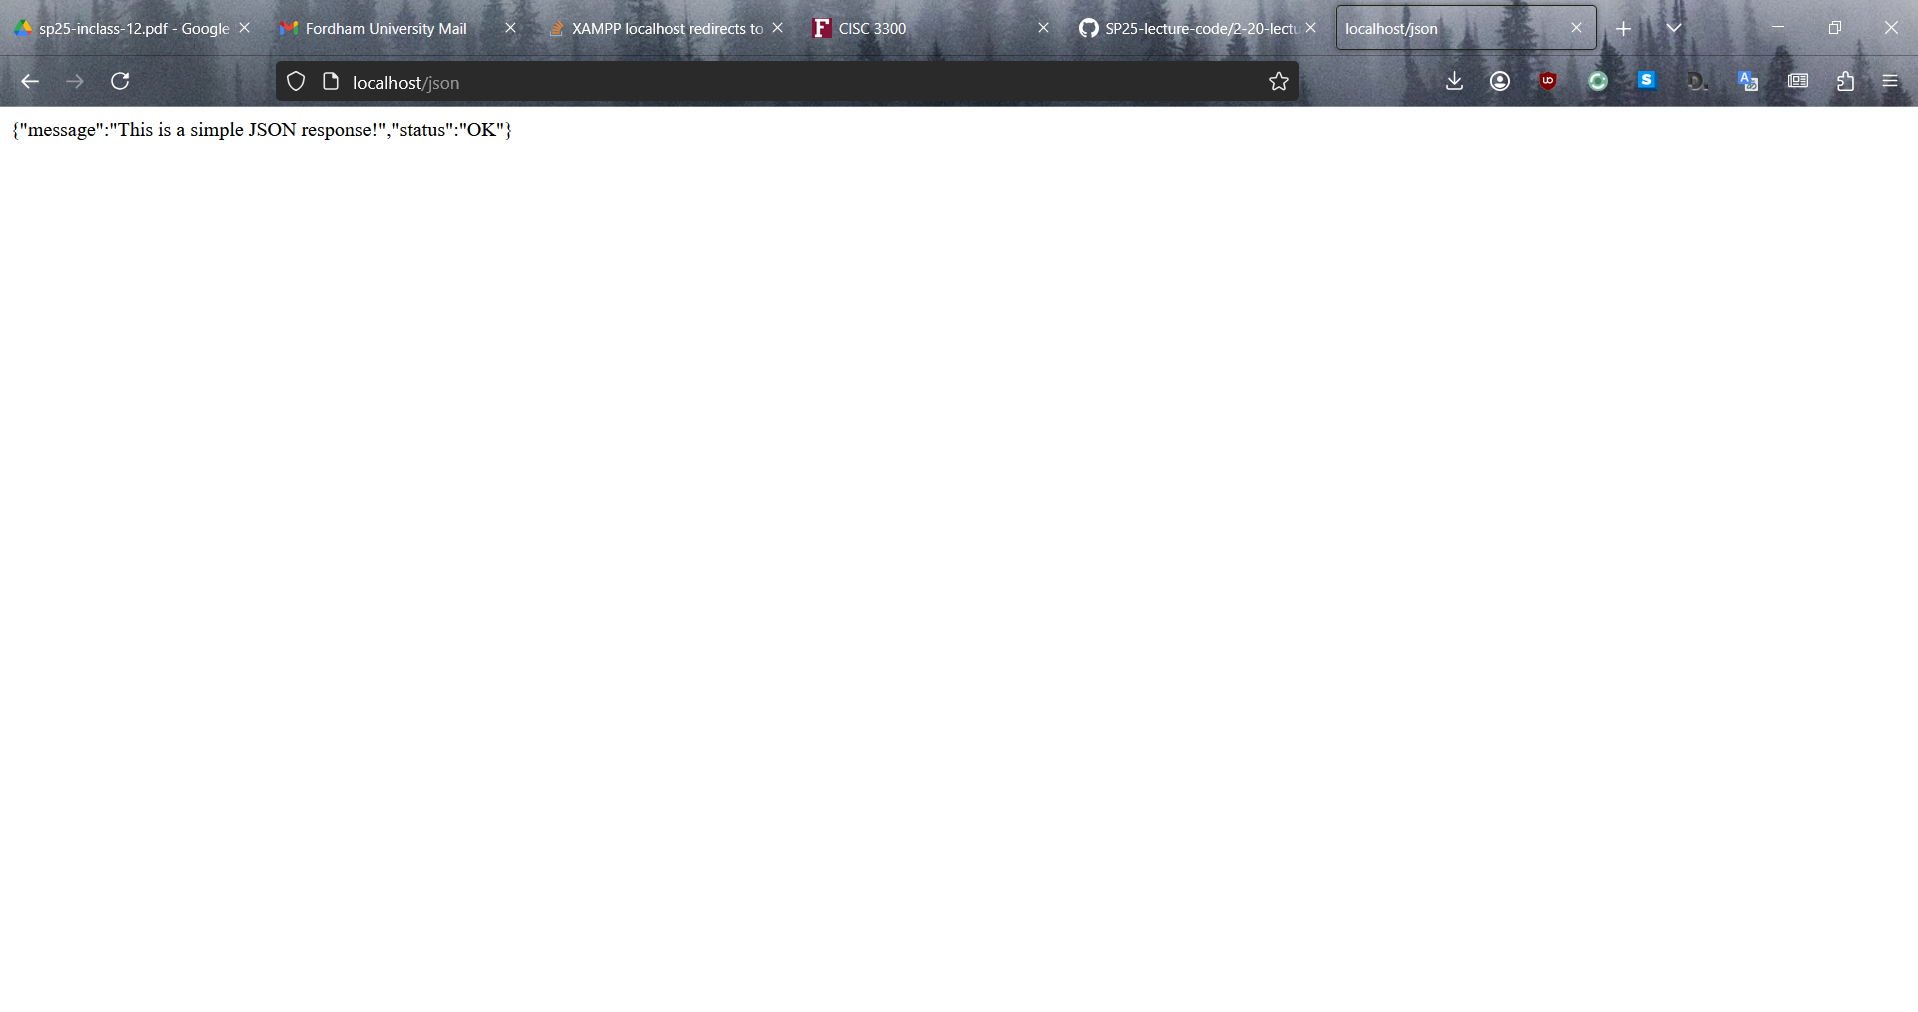 sp25-inclass-12.pdf - Google
Fordham University Mail
XAMPP localhost redirects to
CISC 3300
SP25-lecture-code/2-20-lectu
localhost/json
localhost/json
{"message":"This is a simple JSON response!","status":"OK"}